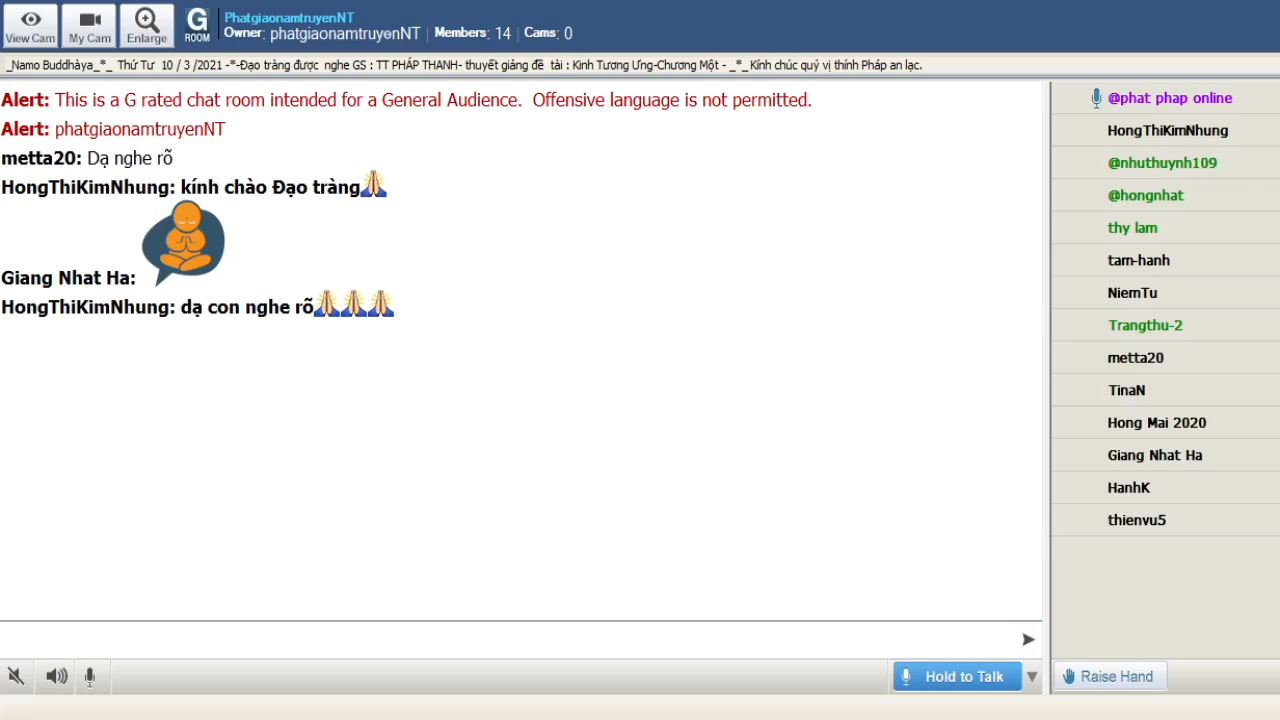 View Cam
My Cam
Enlarge
G
ROOM
PhatgiaonamtruyenNT
Owner: phatgiaonamtruyenNT | Members: 14 | Cams: 0
_Namo Buddhàya_*_ Thứ Tư 10 / 3 /2021 -*-Đạo tràng được nghe GS : TT PHÁP THANH- thuyết giảng đề tài : Kinh Tương Ưng-Chương Một - _*_Kính chúc quý vị thính Pháp an lạc.
Alert: This is a G rated chat room intended for a General Audience. Offensive language is not permitted.
Alert: phatgiaonamtruyenNT
metta20: Dạ nghe rõ
HongThiKimNhung: kính chào Đạo tràng
Giang Nhat Ha:
HongThiKimNhung: dạ con nghe rõ
@phat phap online
HongThiKimNhung
@nhuthuynh109
@hongnhat
thy lam
tam-hanh
NiemTu
Trangthu-2
metta20
TinaN
Hong Mai 2020
Giang Nhat Ha
HanhK
thienvu5
Hold to Talk
Raise Hand